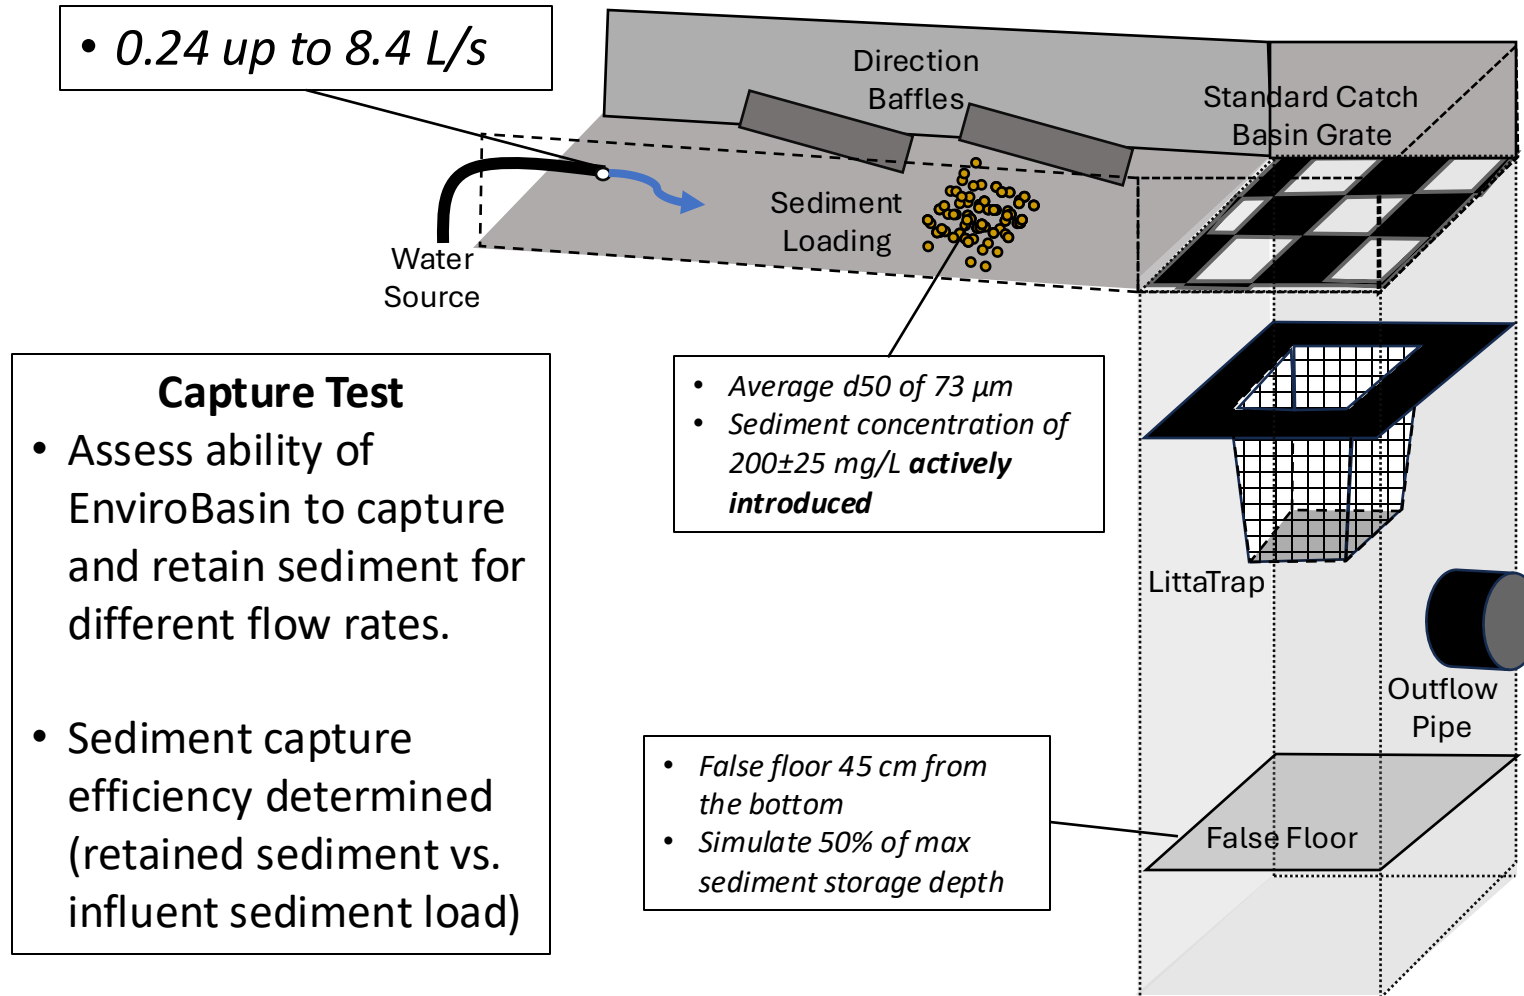 • 0.24 up to 8.4 L/s
Direction
Baffles
Standard Catch
Basin Grate
Sediment
Loading
Water
Source
Capture Test
• Assess ability of
EnviroBasin to capture
and retain sediment for
different flow rates.
• Sediment capture
efficiency determined
(retained sediment vs.
influent sediment load)
• Average d50 of 73 μm
• Sediment concentration of
200±25 mg/L actively
introduced
LittaTrap
Outflow
Pipe
• False floor 45 cm from
the bottom
• Simulate 50% of max
sediment storage depth
False Floor